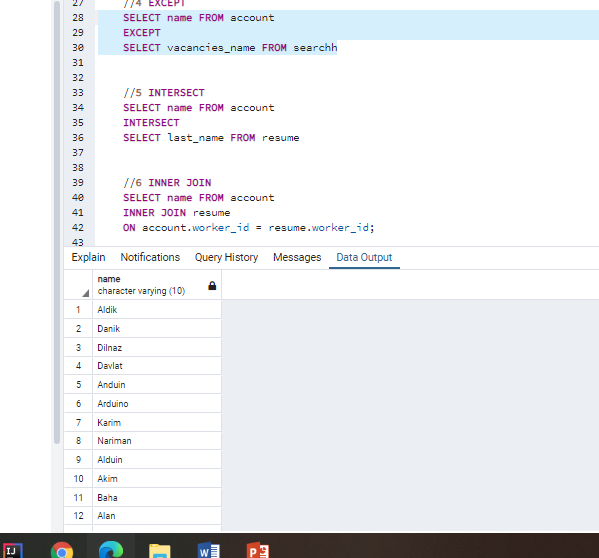 27 //4 EXCEPT
28 SELECT name FROM account
29 EXCEPT
30 SELECT vacancies_name FROM searchh
31
32
33 //5 INTERSECT
34 SELECT name FROM account
35 INTERSECT
36 SELECT last_name FROM resume
37
38
39 //6 INNER JOIN
40 SELECT name FROM account
41 INNER JOIN resume
42 ON account.worker_id = resume.worker_id;
43
Explain Notifications Query History Messages Data Output
name
character varying (10)
1 Aldik
2 Danik
3 Dilnaz
4 Davlat
5 Anduin
6 Arduino
7 Karim
8 Nariman
9 Alduin
10 Akim
11 Baha
12 Alan
IJ W P